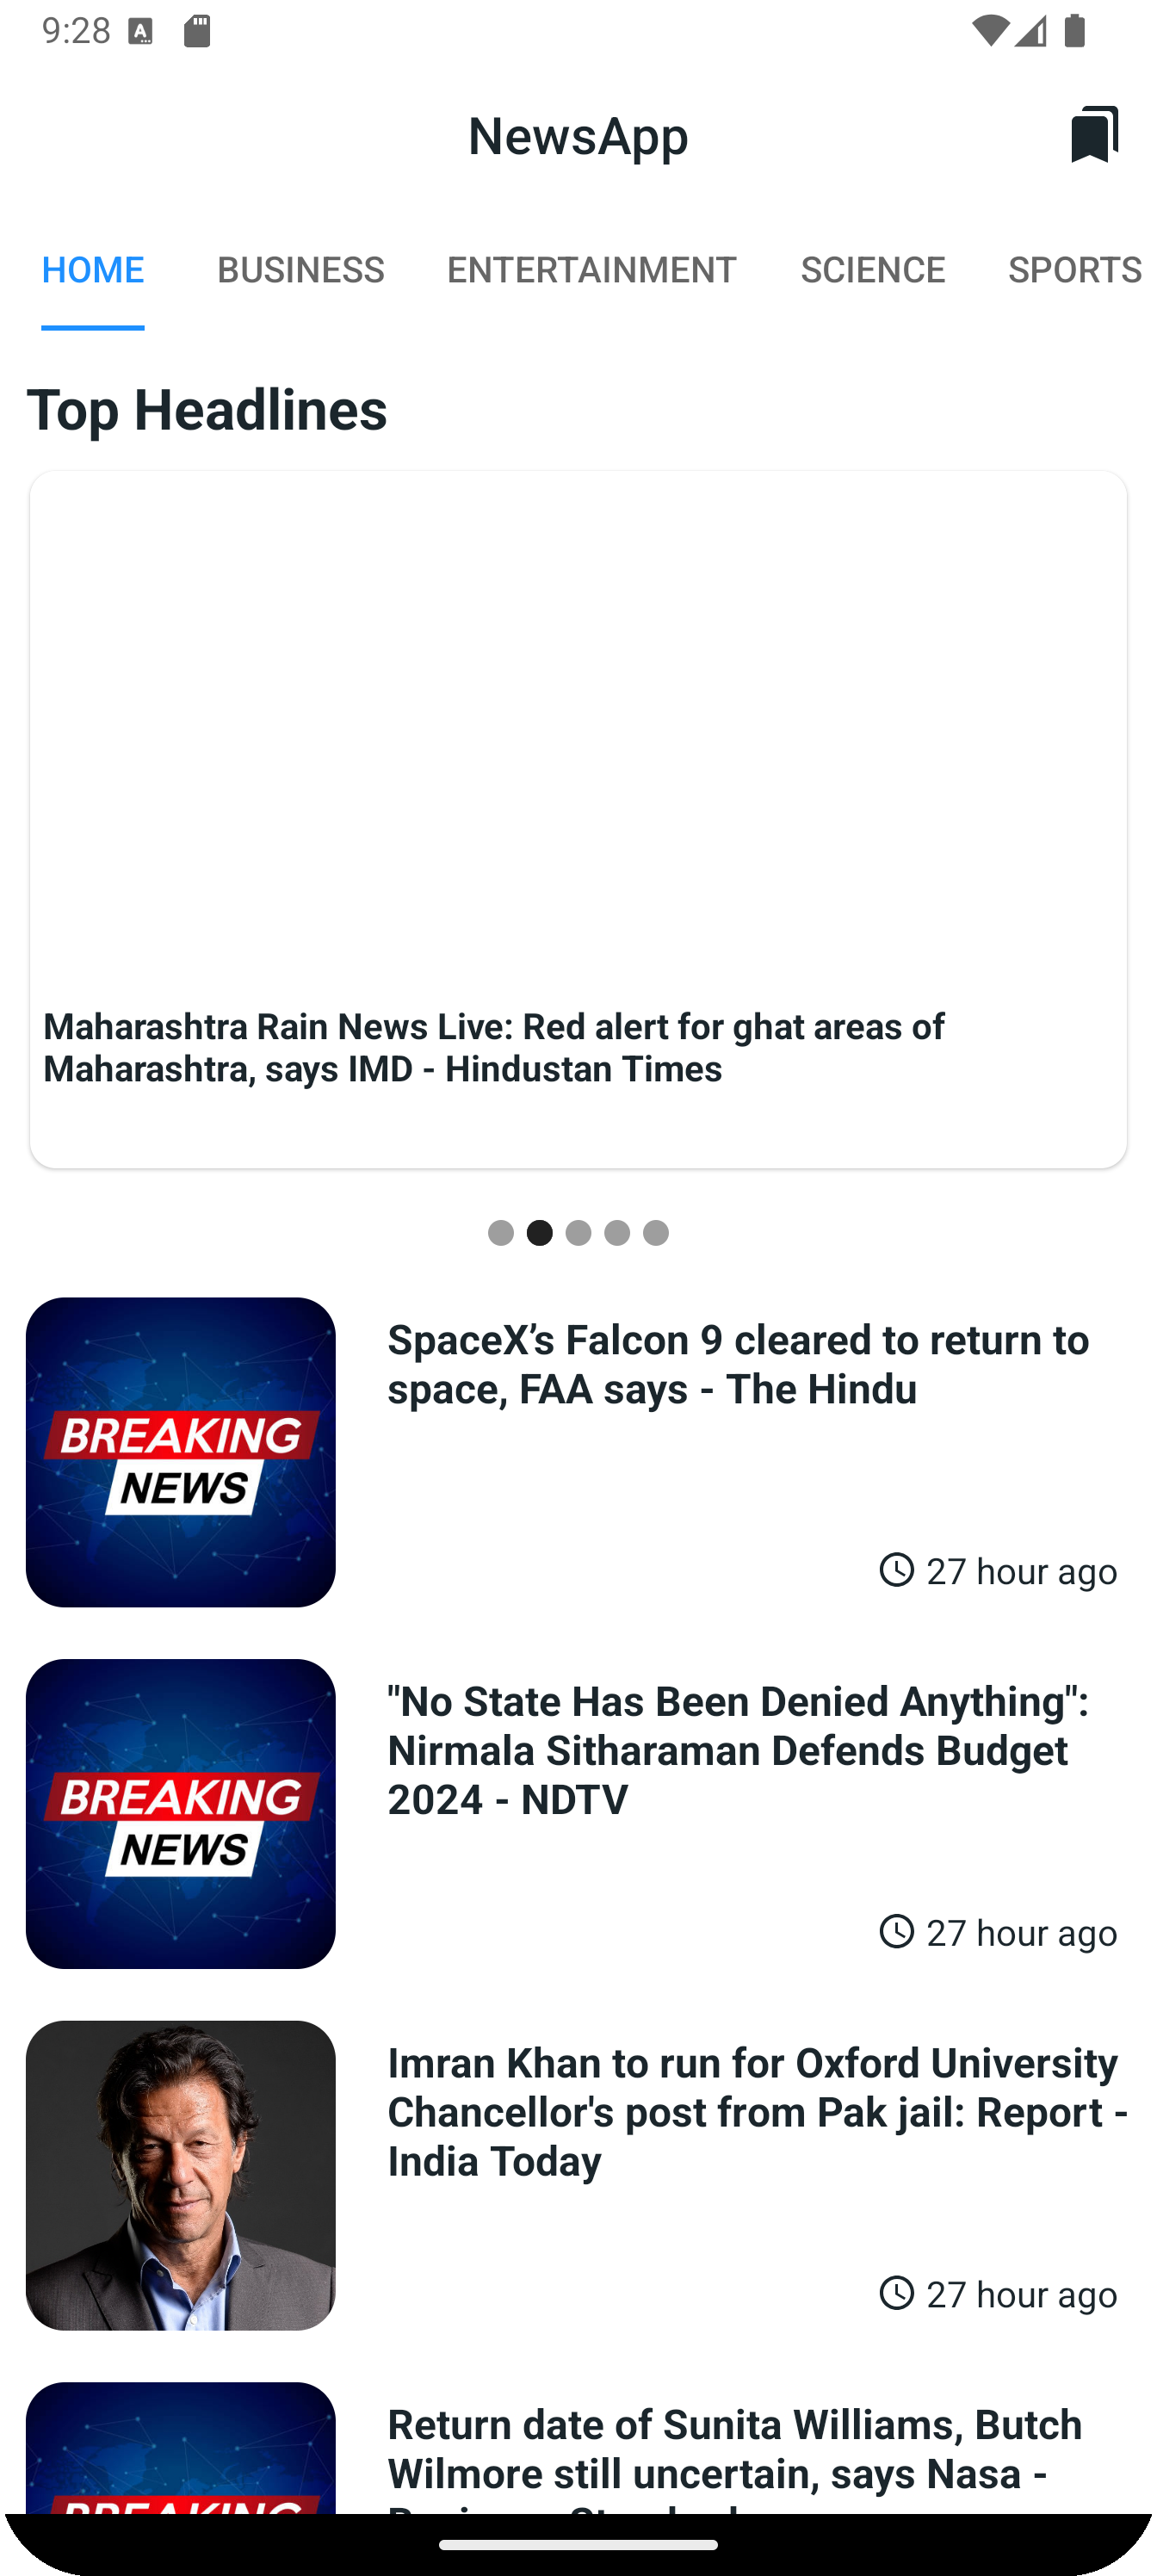 9:28
NewsApp
HOME BUSINESS ENTERTAINMENT SCIENCE SPORTS
Top Headlines
Maharashtra Rain News Live: Red alert for ghat areas of
Maharashtra, says IMD - Hindustan Times
BREAKING
NEWS
SpaceX’s Falcon 9 cleared to return to
space, FAA says - The Hindu
27 hour ago
BREAKING
NEWS
"No State Has Been Denied Anything":
Nirmala Sitharaman Defends Budget
2024 - NDTV
27 hour ago
Imran Khan to run for Oxford University
Chancellor's post from Pak jail: Report -
India Today
27 hour ago
Return date of Sunita Williams, Butch
Wilmore still uncertain, says Nasa -